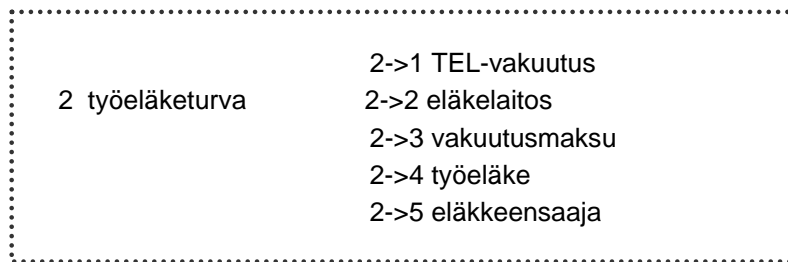 2->1 TEL-vakuutus
2 työeläketurva 2->2 eläkelaitos
2->3 vakuutusmaksu
2->4 työeläke
2->5 eläkkeensaaja